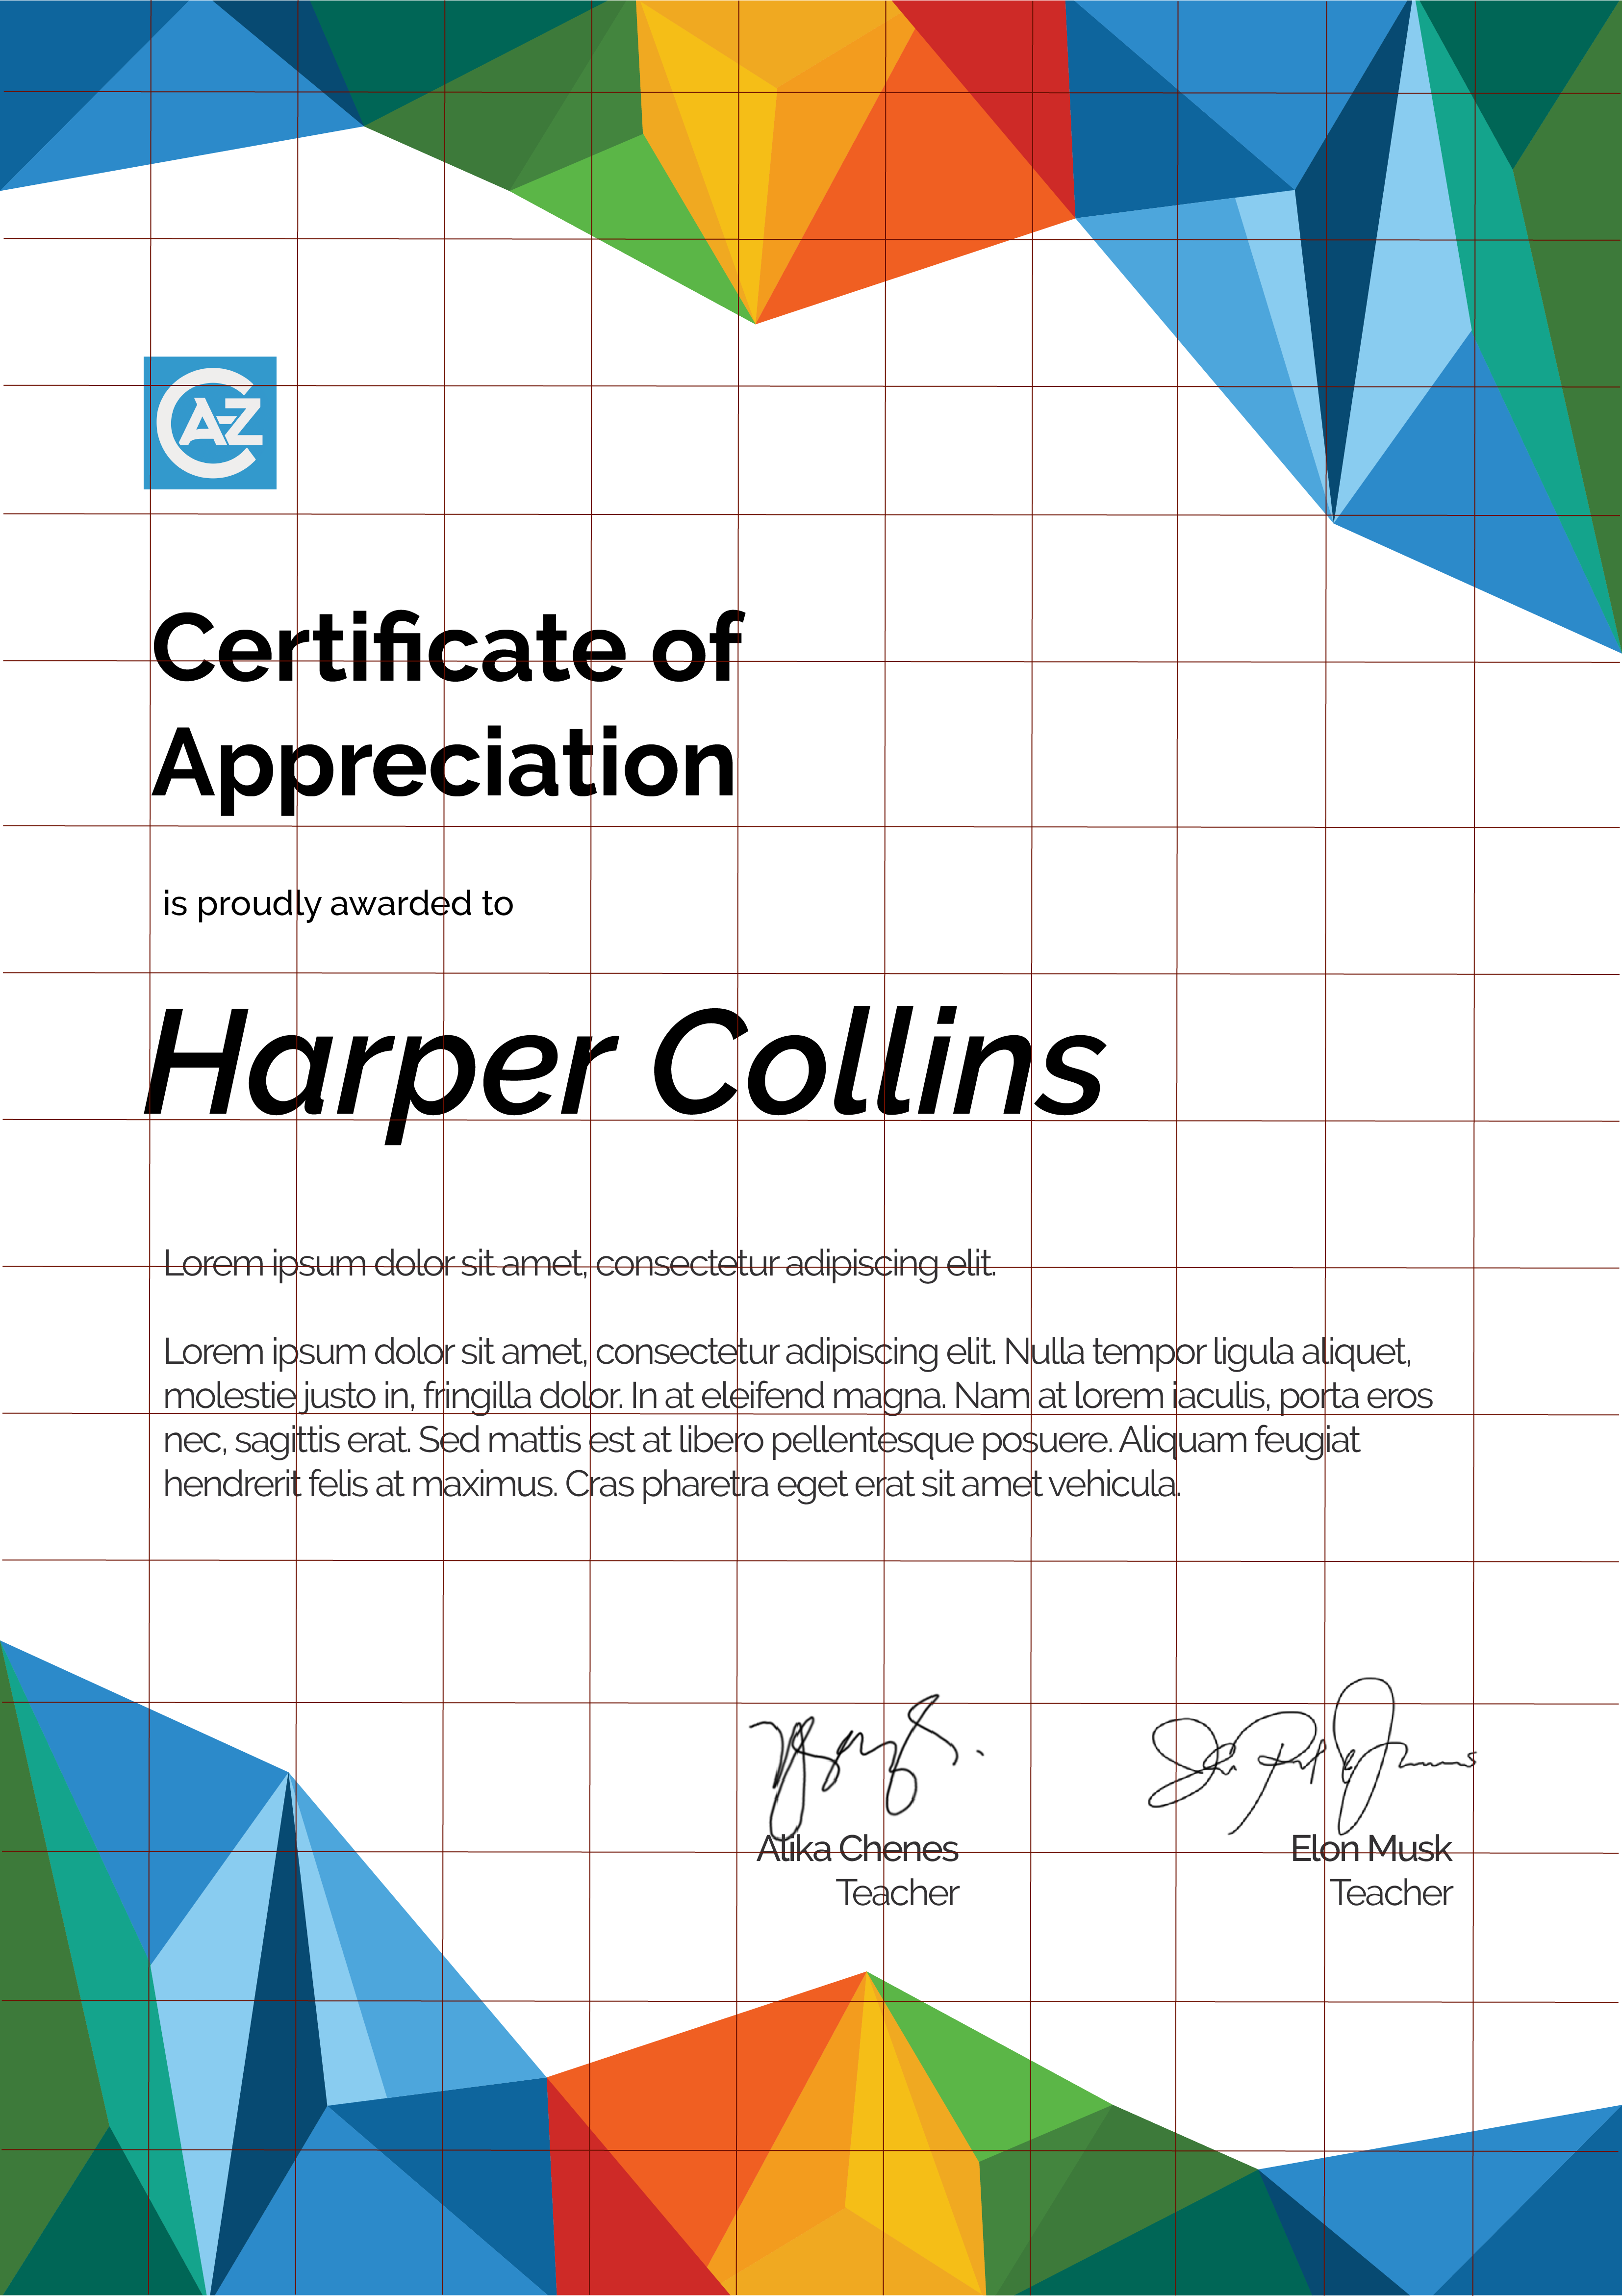 CAZ
Certificate of
Appreciation
is proudly awarded to
Harper Collins
Lorem ipsum dolor sit amet, consectetur adipiscing elit.
Lorem ipsum dolor sit amet, consectetur adipiscing elit. Nulla tempor ligula aliquet,
molestie justo in, fringilla dolor. In at eleifend magna. Nam at lorem iaculis, porta eros
nec, sagittis erat. Sed mattis est at libero pellentesque posuere. Aliquam feugiat
hendrerit felis at maximus. Cras pharetra eget erat sit amet vehicula.
Alika Chenes
Teacher
Elon Musk
Teacher